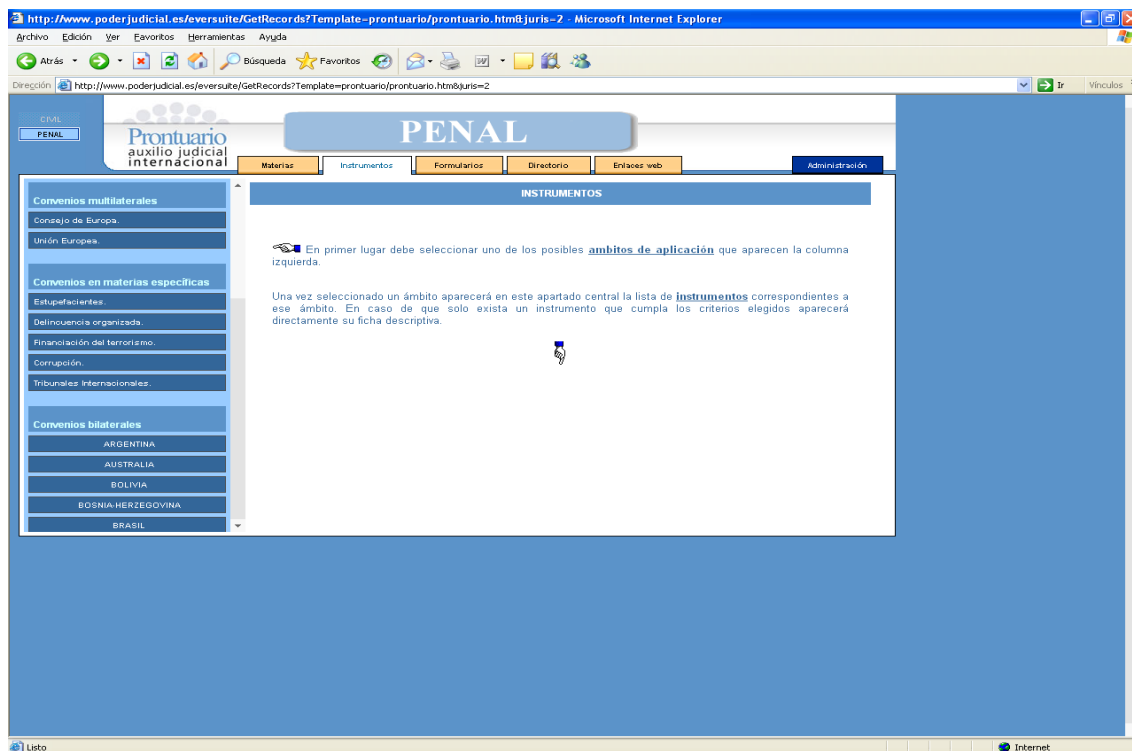 http://www.poderjudicial.es/eversuite/GetRecords?Template=prontuario/prontuario.htm&juris=2 - Microsoft Internet Explorer
Archivo Edición Ver Favoritos Herramientas Ayuda
Atrás Búsqueda Favoritos
Dirección http://www.poderjudicial.es/eversuite/GetRecords?Template=prontuario/prontuario.htm&juris=2 Ir Vínculos
CIVIL
PENAL
Prontuario
auxilio judicial
internacional
PENAL
Materias Instrumentos Formularios Directorio Enlaces web Administración
Convenios multilaterales
Consejo de Europa.
Unión Europea.
Convenios en materias específicas
Estupefacientes.
Delincuencia organizada.
Financiación del terrorismo.
Corrupción.
Tribunales Internacionales.
Convenios bilaterales
ARGENTINA
AUSTRALIA
BOLIVIA
BOSNIA-HERZEGOVINA
BRASIL
INSTRUMENTOS
En primer lugar debe seleccionar uno de los posibles ambitos de aplicación que aparecen la columna
izquierda.
Una vez seleccionado un ámbito aparecerá en este apartado central la lista de instrumentos correspondientes a
ese ámbito. En caso de que solo exista un instrumento que cumpla los criterios elegidos aparecerá
directamente su ficha descriptiva.
Listo Internet